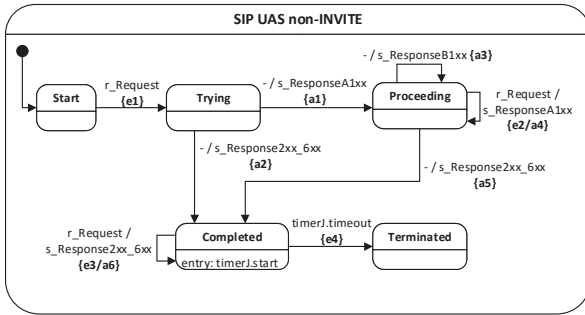 SIP UAS non-INVITE
- / s_ResponseB1xx {a3}
r_Request
{e1}
- / s_ResponseA1xx
{a1}
Start
Trying
Proceeding
r_Request /
s_ResponseA1xx
{e2/a4}
- / s_Response2xx_6xx
{a2}
- / s_Response2xx_6xx
{a5}
r_Request /
s_Response2xx_6xx
{e3/a6}
Completed
entry: timerJ.start
timerJ.timeout
{e4}
Terminated